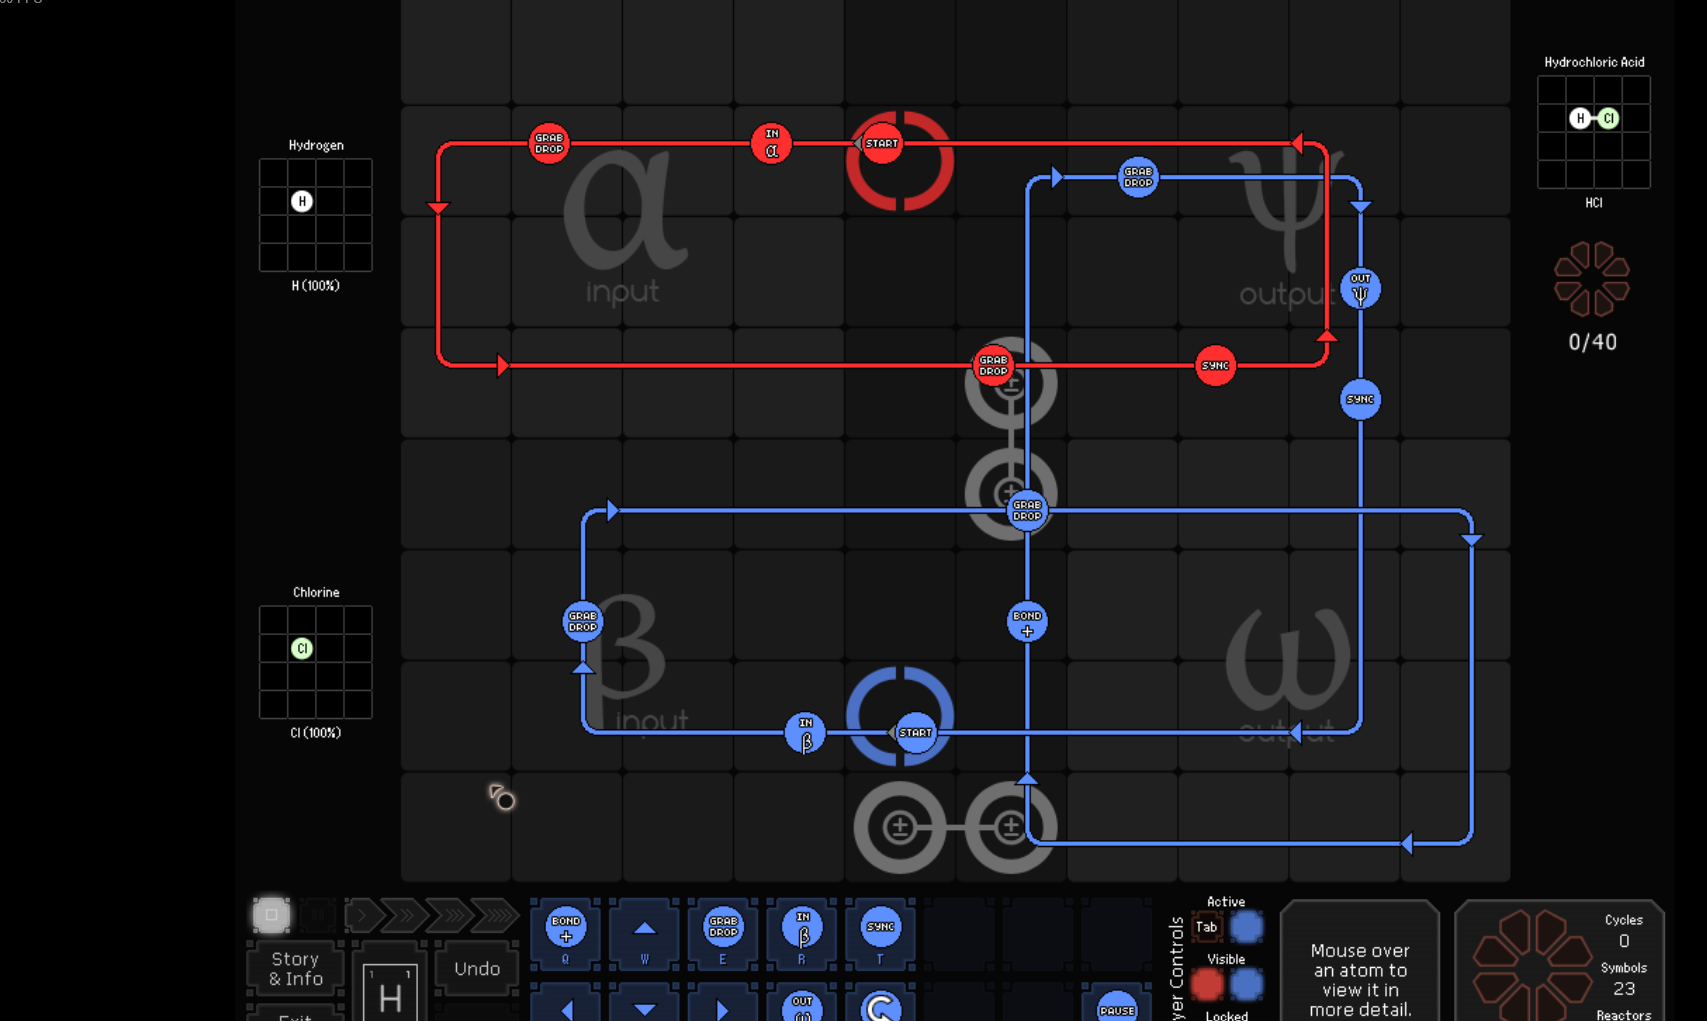 Hydrochloric Acid
H Cl
HCl
0/40
Hydrogen
H
H (100%)
Chlorine
Cl
Cl (100%)
GRAB DROP
IN α
START
GRAB DROP
α
input
ψ
output
OUT ψ
GRAB DROP
SYNC
SYNC
GRAB DROP
GRAB DROP
BOND +
β
input
ω
output
IN β
START
Story & Info
1 1
H
Undo
BOND +
Q
W
GRAB DROP
E
IN β
R
SYNC
T
OUT ω
PAUSE
Active
Tab
Visible
Locked
Mouse over
an atom to
view it in
more detail.
Cycles
0
Symbols
23
Reactors